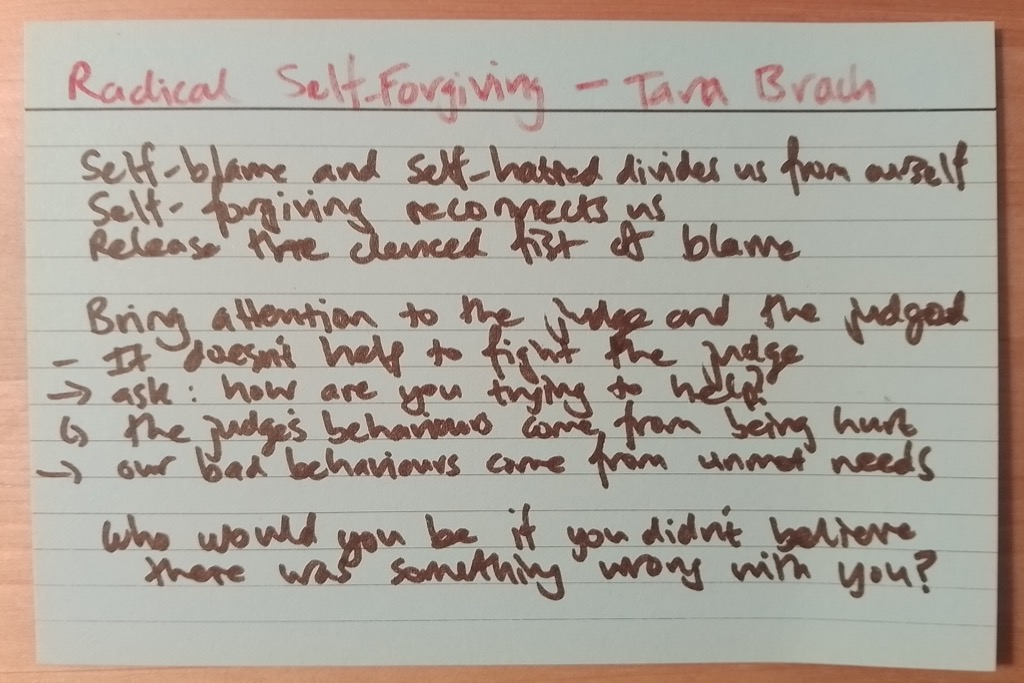 Radical Self-Forgiving - Tara Brach
Self-blame and self-hatred divides us from ourself
Self-forgiving reconnects us
Release the clenced fist of blame
Bring attention to the judge and the judged
- It doesn't help to fight the judge
→ ask: how are you trying to help?
↳ the judge's behaviours come from being hurt
→ our bad behaviours come from unmet needs
Who would you be if you didn't believe
there was something wrong with you?